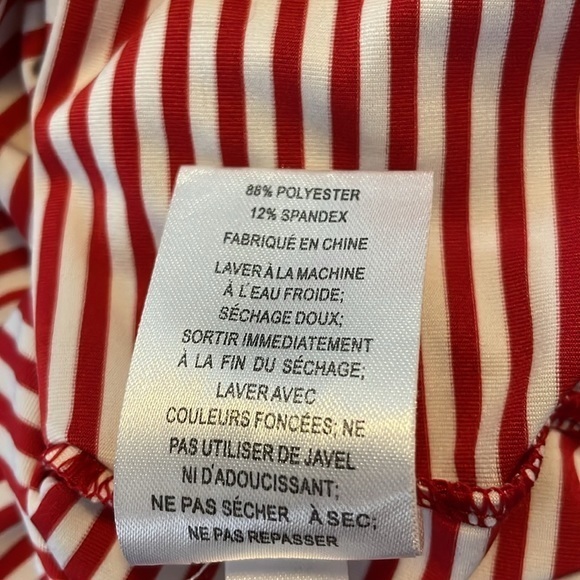 88% POLYESTER
12% SPANDEX
FABRIQUÉ EN CHINE
LAVER À LA MACHINE
À L'EAU FROIDE;
SÉCHAGE DOUX;
SORTIR IMMEDIATEMENT
À LA FIN DU SÉCHAGE;
LAVER AVEC
COULEURS FONCÉES; NE
PAS UTILISER DE JAVEL
NI D'ADOUCISSANT;
NE PAS SÉCHER À SEC;
NE PAS REPASSER